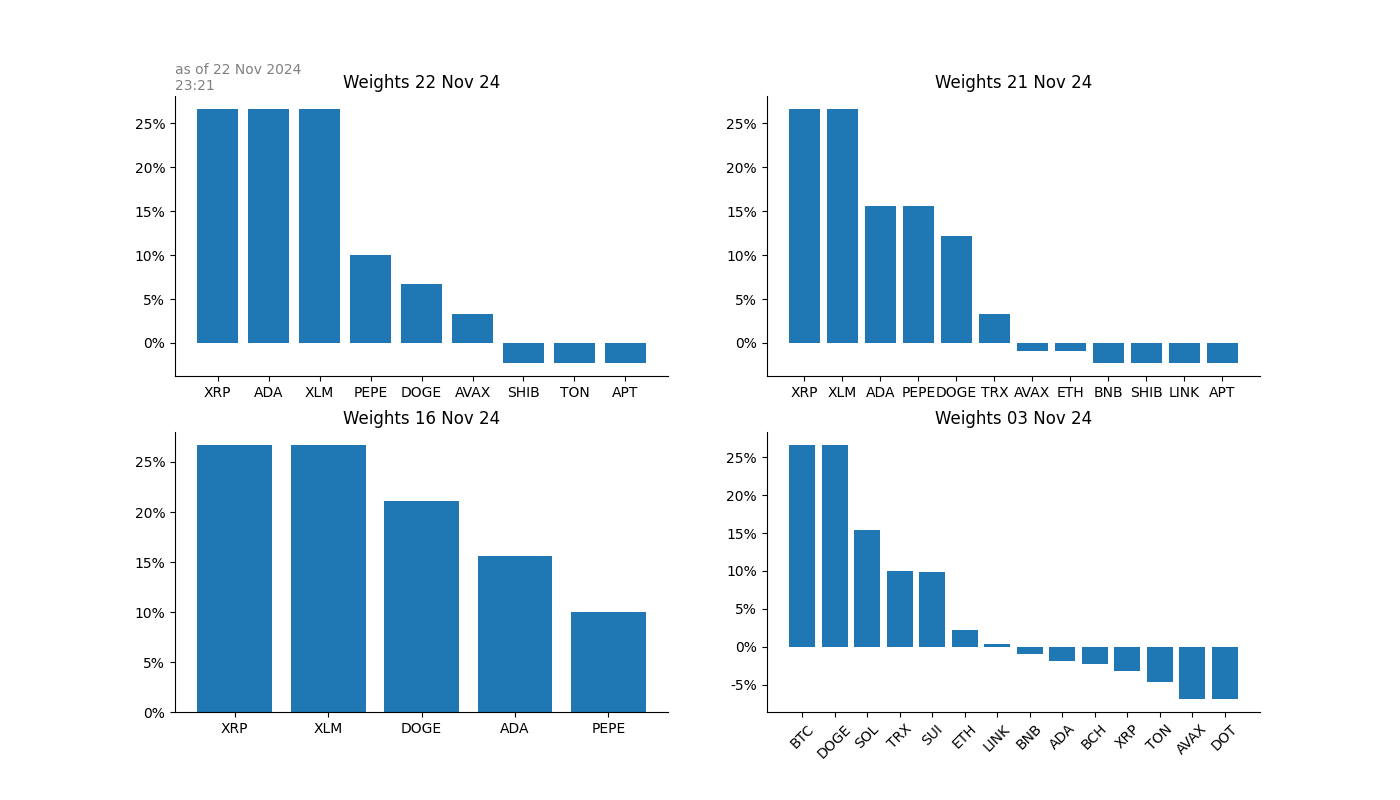 as of 22 Nov 2024
23:21
Weights 22 Nov 24
25%
20%
15%
10%
5%
0%
XRP ADA XLM PEPE DOGE AVAX SHIB TON APT
Weights 21 Nov 24
25%
20%
15%
10%
5%
0%
XRP XLM ADA PEPE DOGE TRX AVAX ETH BNB SHIB LINK APT
Weights 16 Nov 24
25%
20%
15%
10%
5%
0%
XRP XLM DOGE ADA PEPE
Weights 03 Nov 24
25%
20%
15%
10%
5%
0%
-5%
BTC DOGE SOL TRX SUI ETH LINK BNB ADA BCH XRP TON AVAX DOT